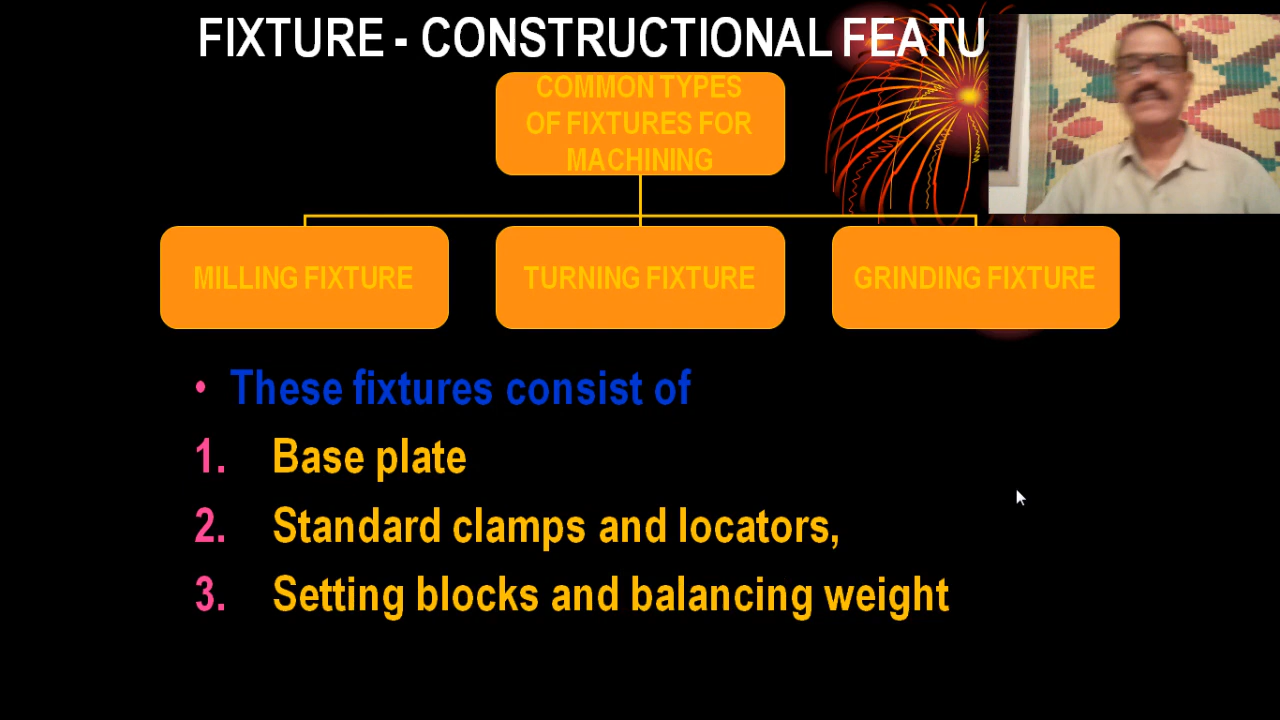 FIXTURE - CONSTRUCTIONAL FEATU
COMMON TYPES
OF FIXTURES FOR
MACHINING
MILLING FIXTURE
TURNING FIXTURE
GRINDING FIXTURE
• These fixtures consist of
1. Base plate
2. Standard clamps and locators,
3. Setting blocks and balancing weight